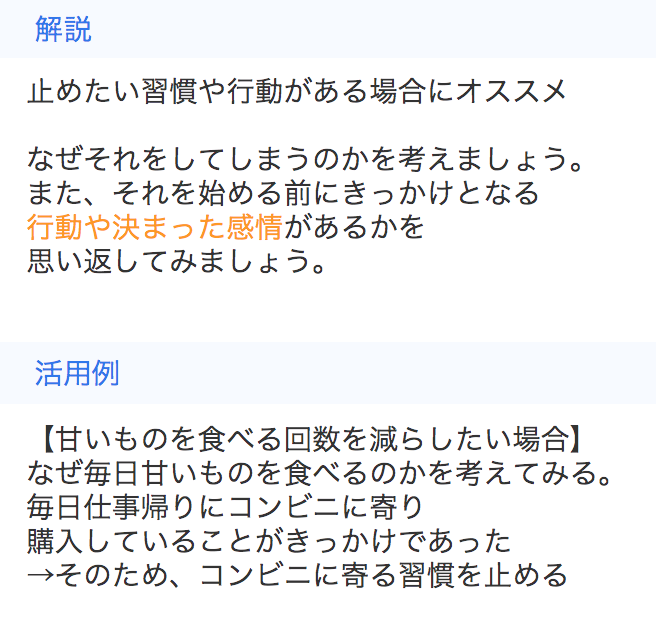 解説
止めたい習慣や行動がある場合にオススメ
なぜそれをしてしまうのかを考えましょう。
また、それを始める前にきっかけとなる
行動や決まった感情があるかを
思い返してみましょう。
活用例
【甘いものを食べる回数を減らしたい場合】
なぜ毎日甘いものを食べるのかを考えてみる。
毎日仕事帰りにコンビニに寄り
購入していることがきっかけであった
→そのため、コンビニに寄る習慣を止める